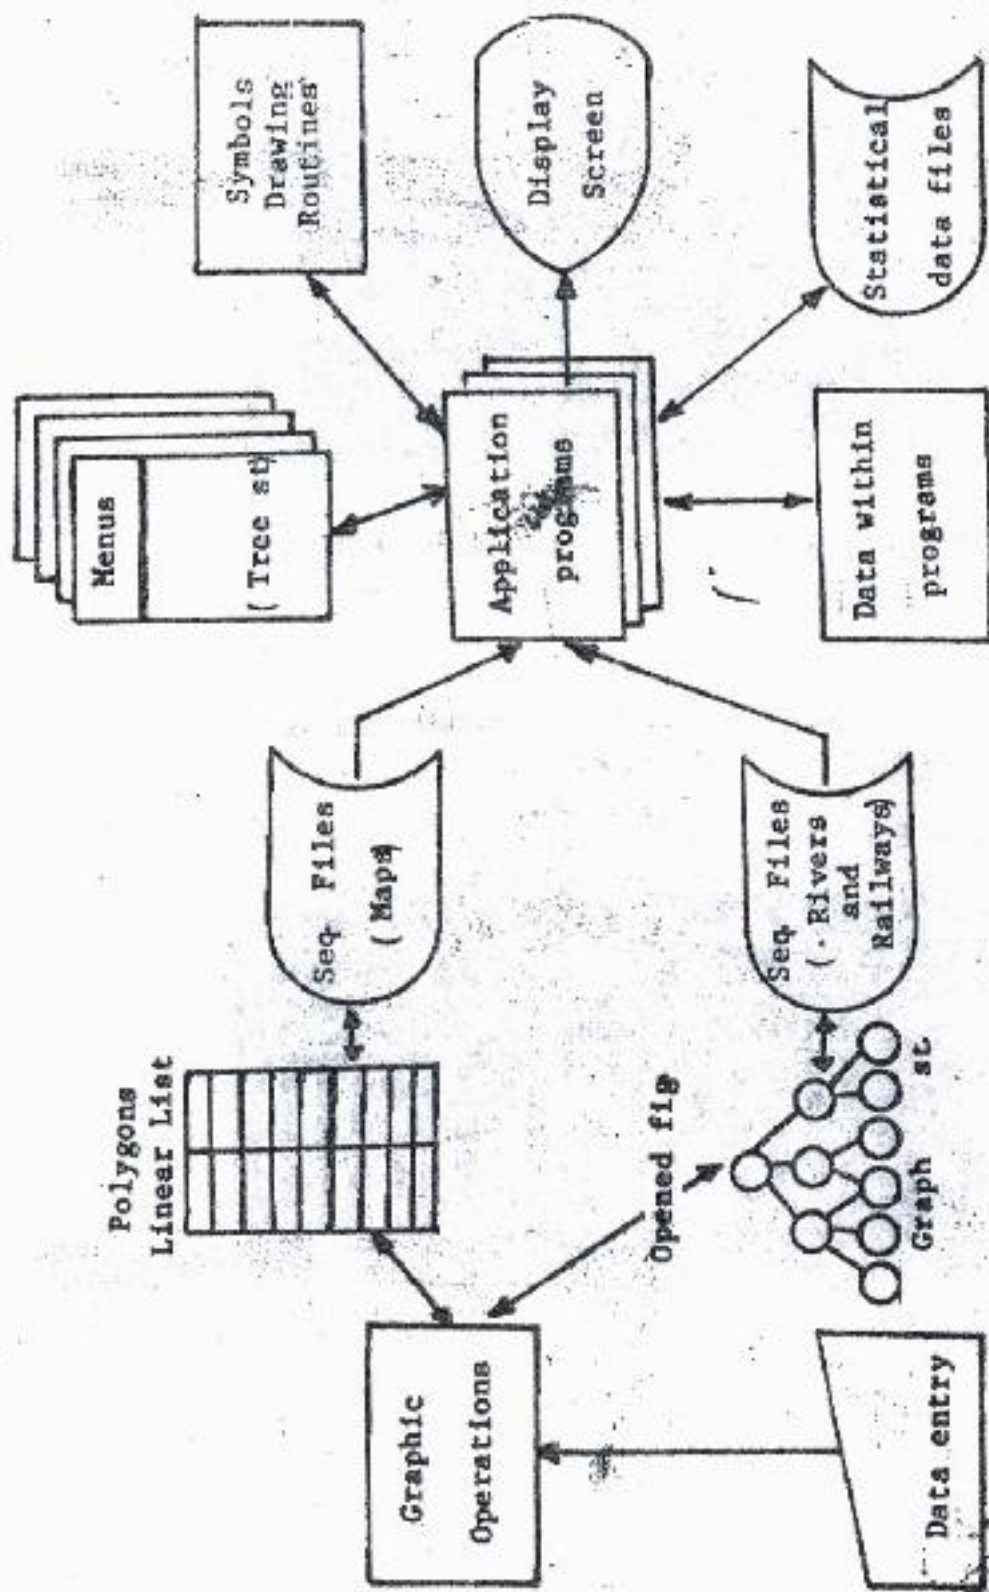 Polygons
Linear List
Graphic
Operations
Data entry
Opened fig
Graph st.
Seq. Files
(Maps)
Seq. Files
(. Rivers
and
Railways)
Menus
(Tree st)
Application
programs
Data within
programs
Symbols
Drawing
Routines
Display
Screen
Statistical
data files